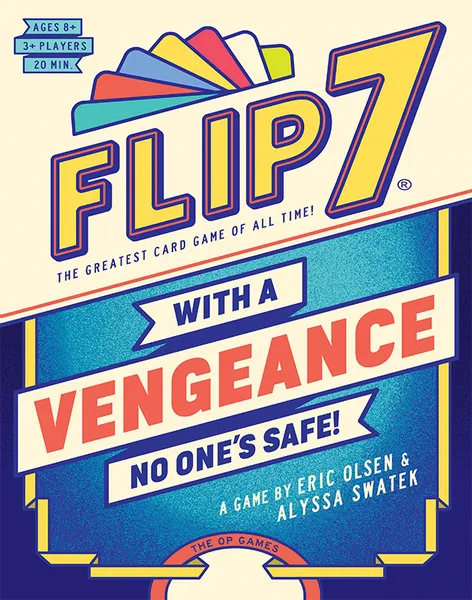 AGES 8+
3+ PLAYERS
20 MIN.
FLIP 7®
THE GREATEST CARD GAME OF ALL TIME!
WITH A
VENGEANCE
NO ONE'S SAFE!
A GAME BY ERIC OLSEN &
ALYSSA SWATEK
THE OP GAMES